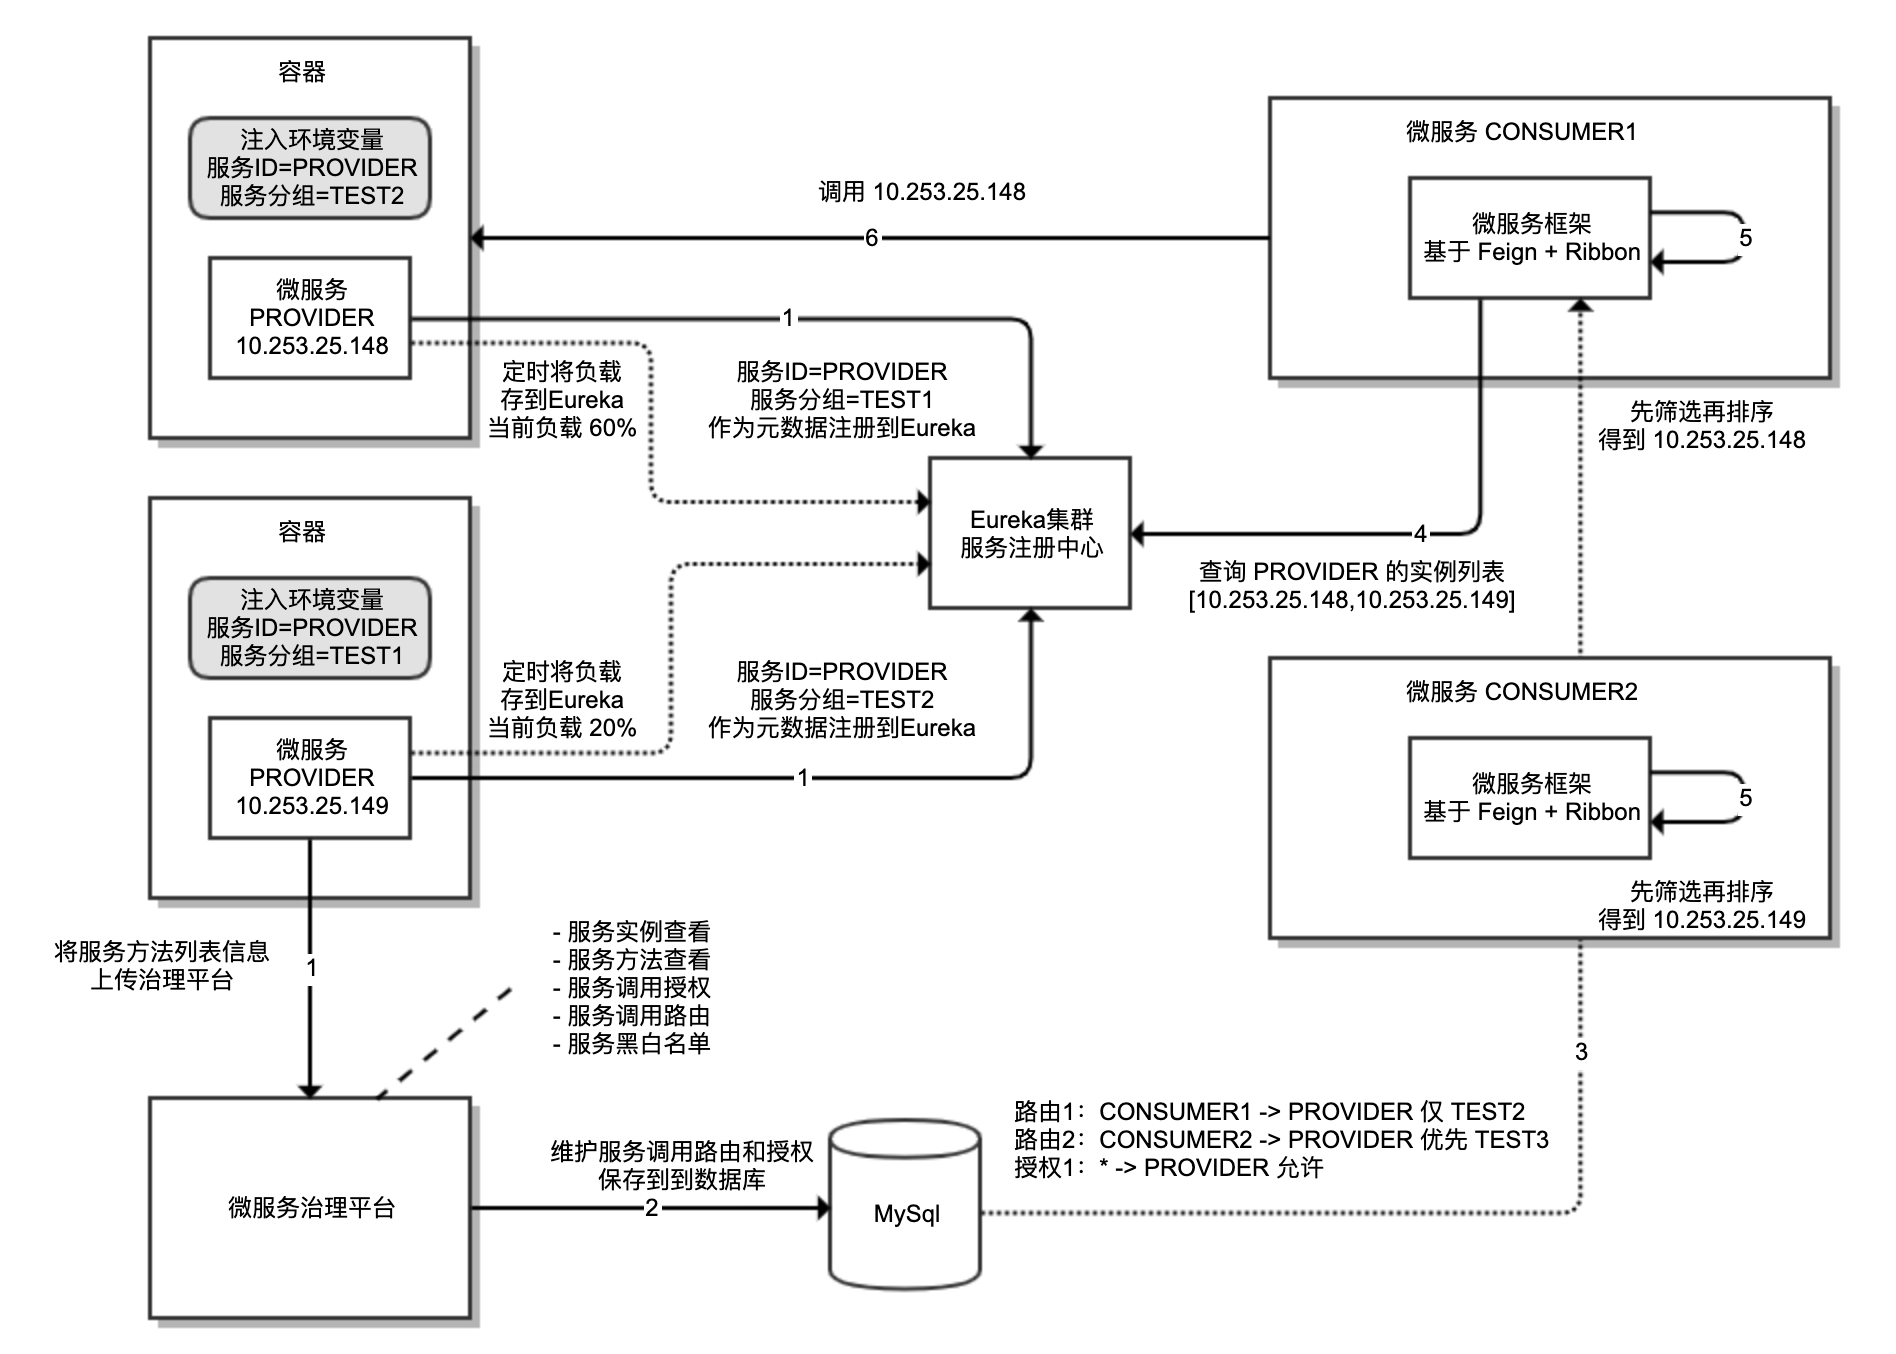 容器
注入环境变量
服务ID=PROVIDER
服务分组=TEST2
微服务
PROVIDER
10.253.25.148
调用 10.253.25.148
6
微服务 CONSUMER1
微服务框架
基于 Feign + Ribbon
5
1
定时将负载
存到Eureka
当前负载 60%
服务ID=PROVIDER
服务分组=TEST1
作为元数据注册到Eureka
先筛选再排序
得到 10.253.25.148
容器
注入环境变量
服务ID=PROVIDER
服务分组=TEST1
微服务
PROVIDER
10.253.25.149
Eureka集群
服务注册中心
4
查询 PROVIDER 的实例列表
[10.253.25.148,10.253.25.149]
定时将负载
存到Eureka
当前负载 20%
服务ID=PROVIDER
服务分组=TEST2
作为元数据注册到Eureka
1
微服务 CONSUMER2
微服务框架
基于 Feign + Ribbon
5
先筛选再排序
得到 10.253.25.149
将服务方法列表信息
上传治理平台
1
- 服务实例查看
- 服务方法查看
- 服务调用授权
- 服务调用路由
- 服务黑白名单
3
微服务治理平台
维护服务调用路由和授权
保存到到数据库
2
MySql
路由1：CONSUMER1 -> PROVIDER 仅 TEST2
路由2：CONSUMER2 -> PROVIDER 优先 TEST3
授权1：* -> PROVIDER 允许